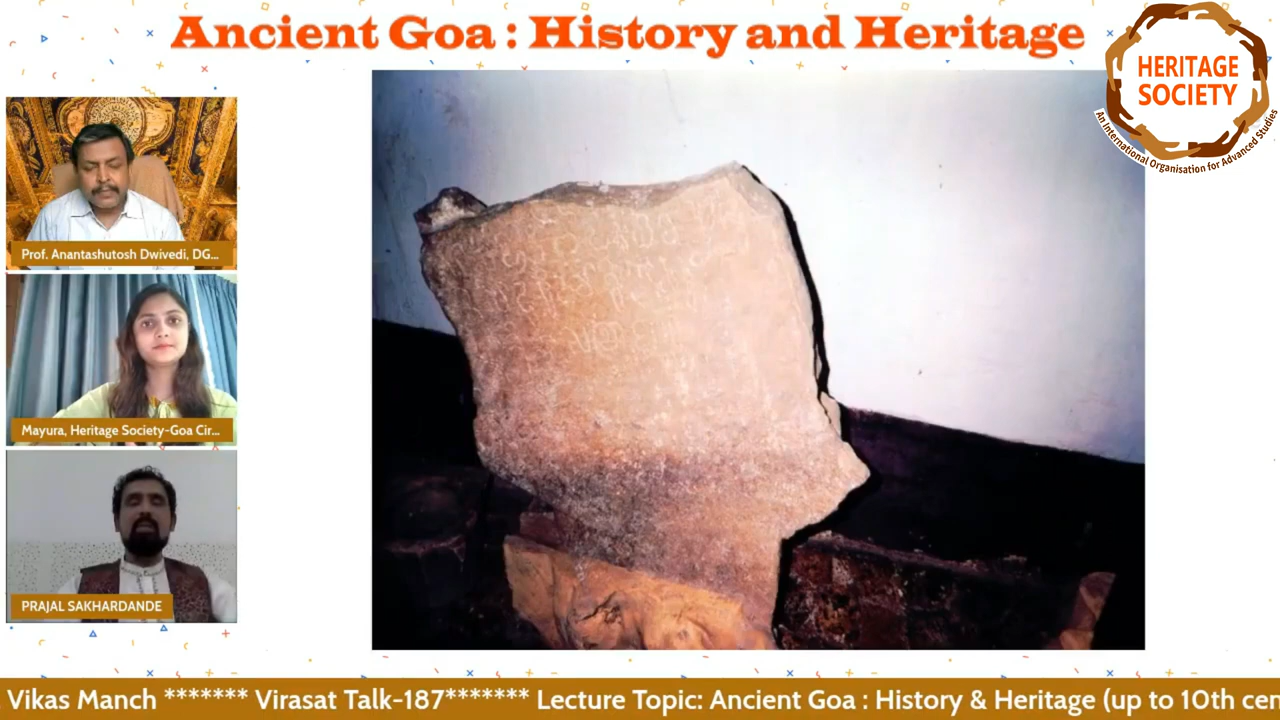 Ancient Goa : History and Heritage
HERITAGE
SOCIETY
An International Organisation for Advanced Studies
Prof. Anantashutosh Dwivedi, DG...
Mayura, Heritage Society-Goa Cir...
PRAJAL SAKHARDANDE
Vikas Manch ******* Virasat Talk-187******* Lecture Topic: Ancient Goa : History & Heritage (up to 10th cen